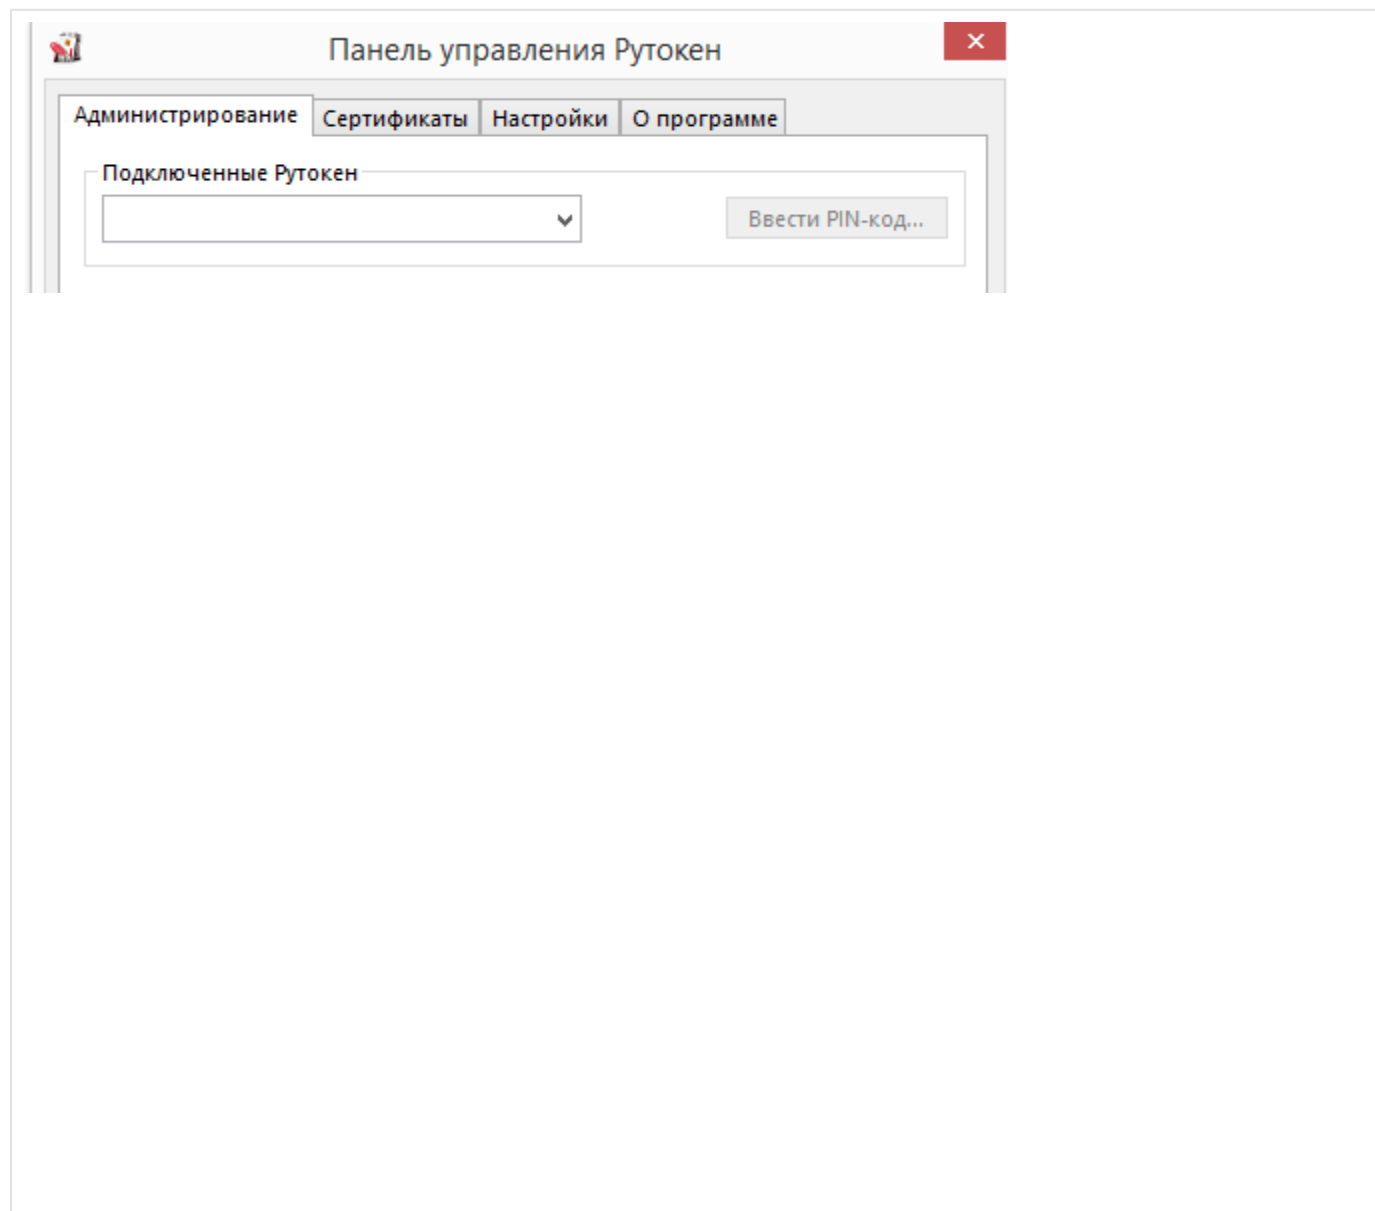 Панель управления Рутокен
Администрирование Сертификаты Настройки О программе
Подключенные Рутокен
Ввести PIN-код...